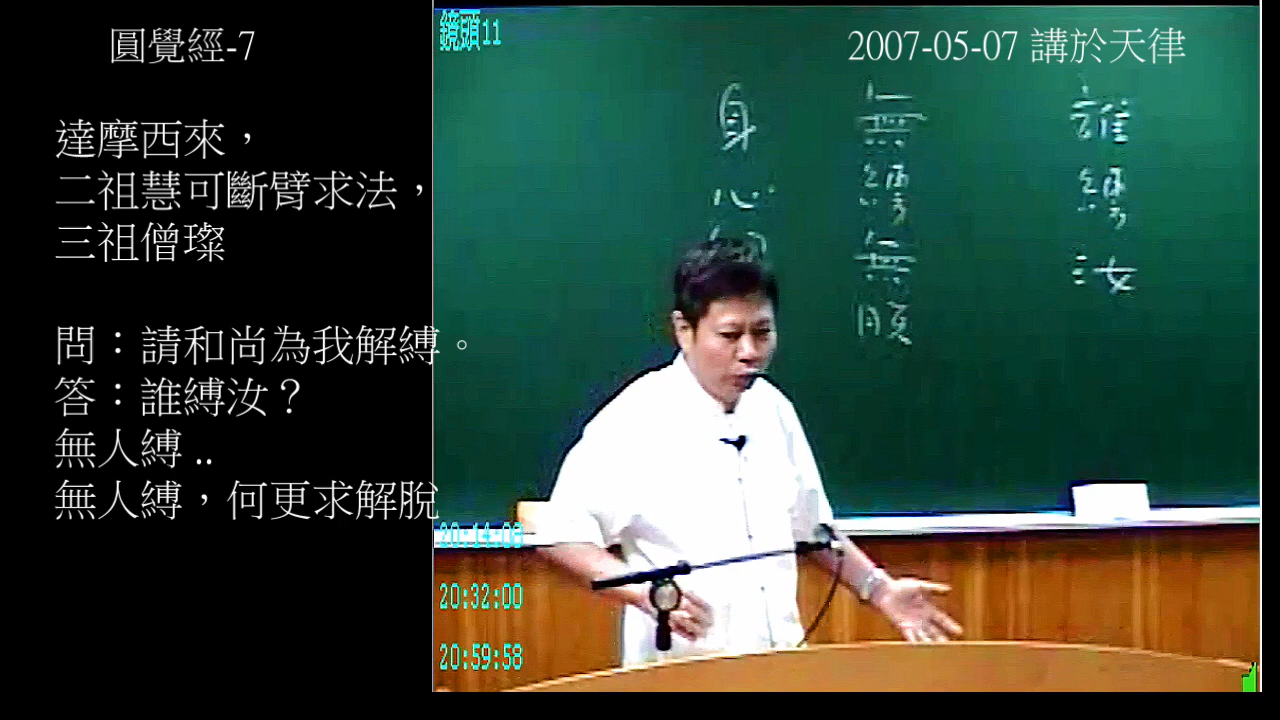 圓覺經-7
達摩西來，
二祖慧可斷臂求法，
三祖僧璨
問：請和尚為我解縛。
答：誰縛汝？
無人縛 ..
無人縛，何更求解脫
鏡頭11
2007-05-07 講於天律
誰縛汝
無縛無脫
身心
20:14:08
20:32:00
20:59:58